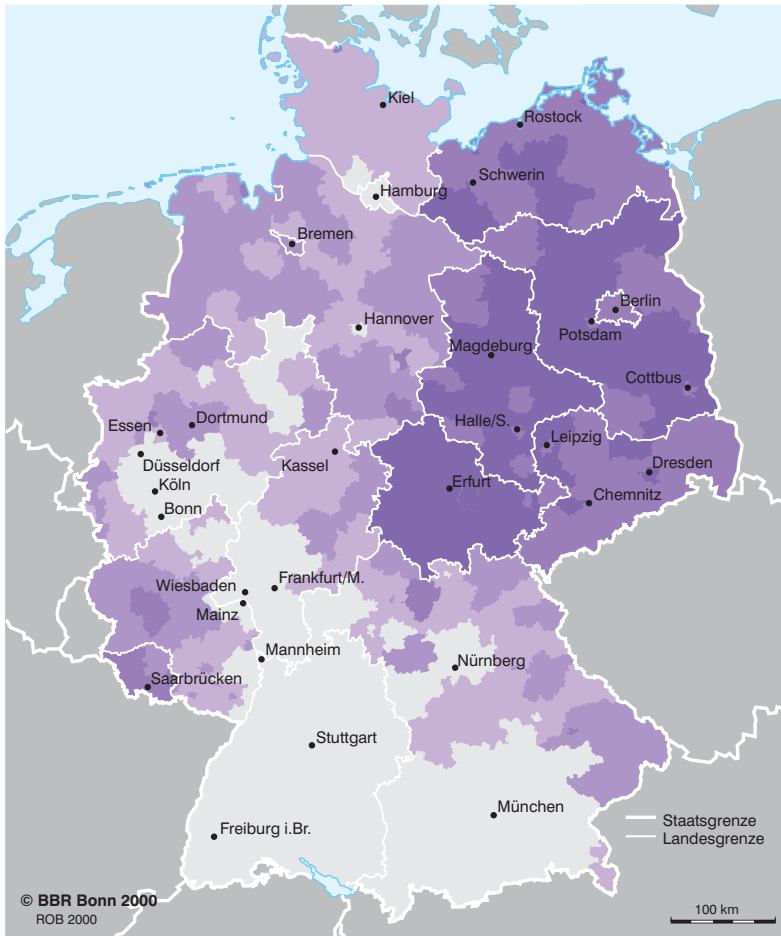 Kiel
Rostock
Schwerin
Hamburg
Bremen
Berlin
Hannover
Potsdam
Magdeburg
Cottbus
Dortmund
Essen
Halle/S.
Leipzig
Düsseldorf
Kassel
Dresden
Köln
Erfurt
Chemnitz
Bonn
Wiesbaden
Frankfurt/M.
Mainz
Mannheim
Nürnberg
Saarbrücken
Stuttgart
München
Freiburg i.Br.
Staatsgrenze
Landesgrenze
© BBR Bonn 2000
ROB 2000
100 km